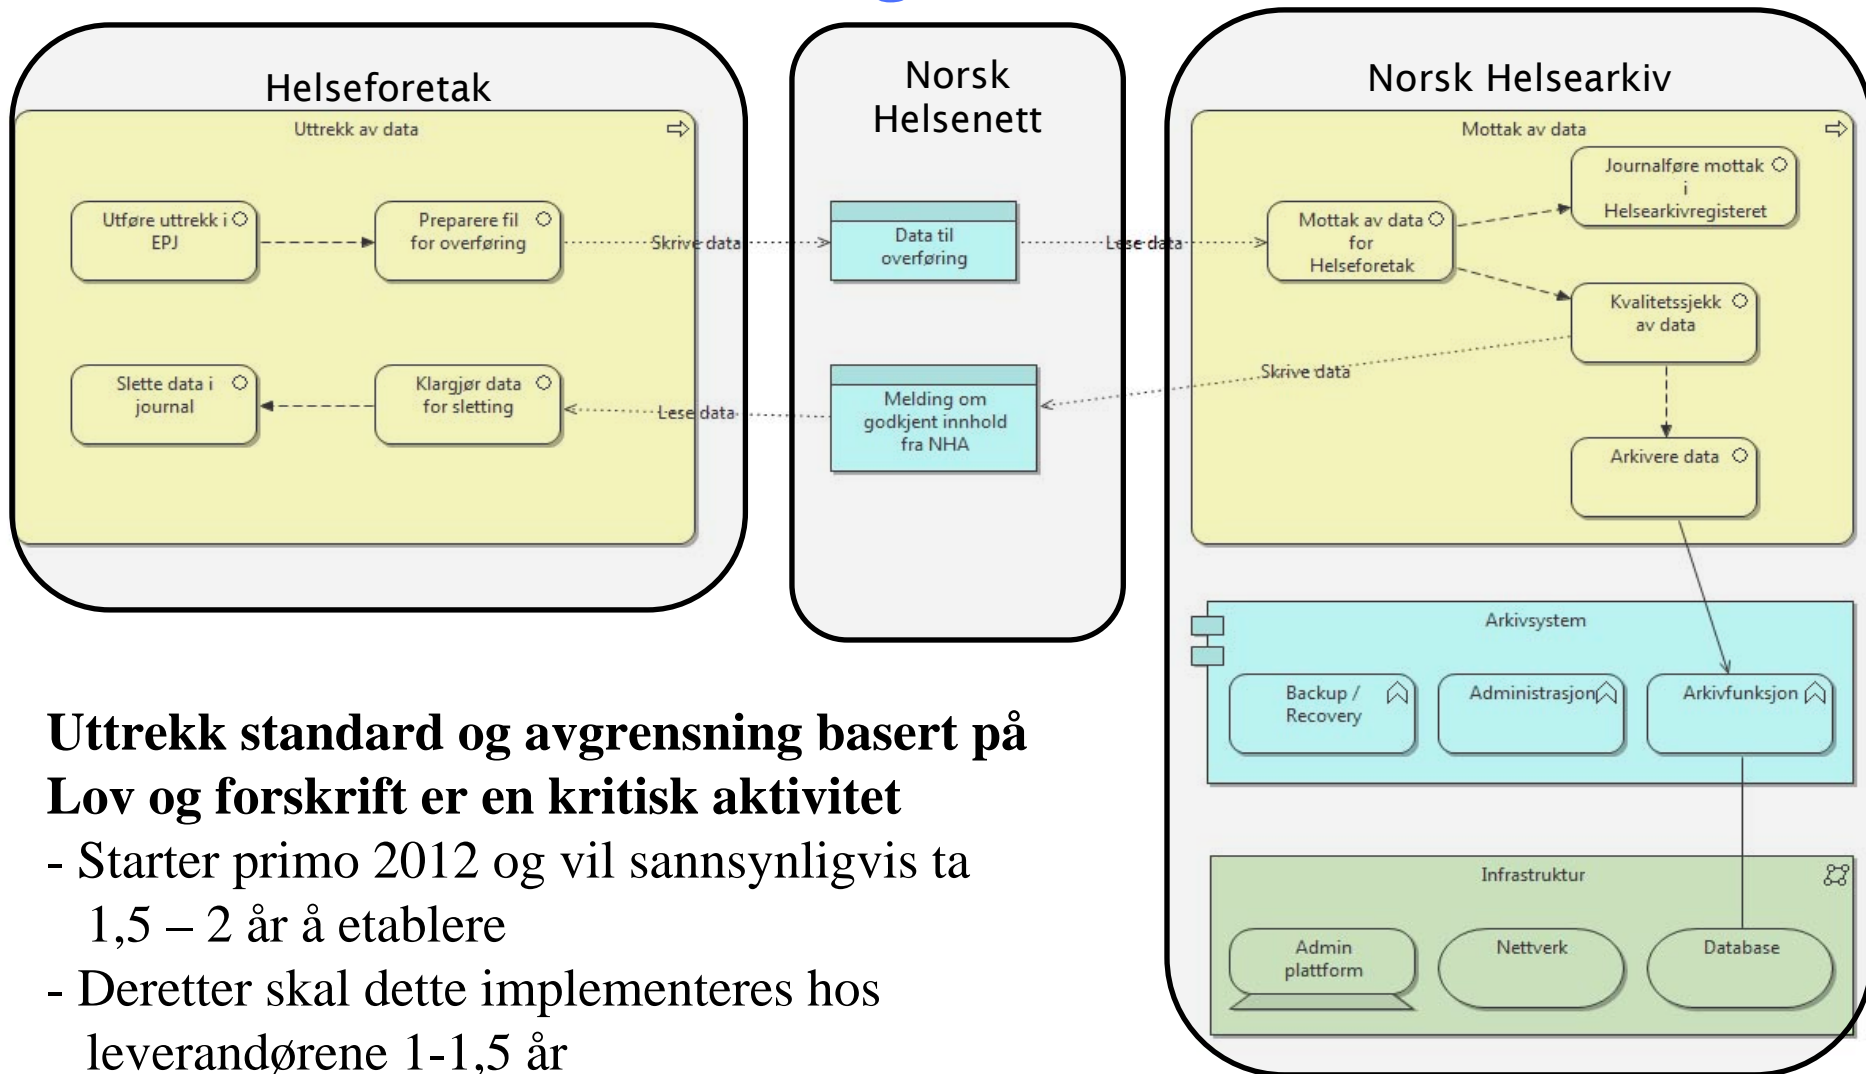 Helseforetak
Uttrekk av data
Utføre uttrekk i
EPJ
Preparere fil
for overføring
Skrive data
Slette data i
journal
Klargjør data
for sletting
Lese data
Norsk
Helsenett
Data til
overføring
Melding om
godkjent innhold
fra NHA
Lese data
Skrive data
Norsk Helsearkiv
Mottak av data
Mottak av data
for
Helseforetak
Journalføre mottak
i
Helsearkivregisteret
Kvalitetssjekk
av data
Arkivere data
Arkivsystem
Backup /
Recovery
Administrasjon
Arkivfunksjon
Infrastruktur
Admin
plattform
Nettverk
Database
Uttrekk standard og avgrensning basert på
Lov og forskrift er en kritisk aktivitet
- Starter primo 2012 og vil sannsynligvis ta
1,5 – 2 år å etablere
- Deretter skal dette implementeres hos
leverandørene 1-1,5 år